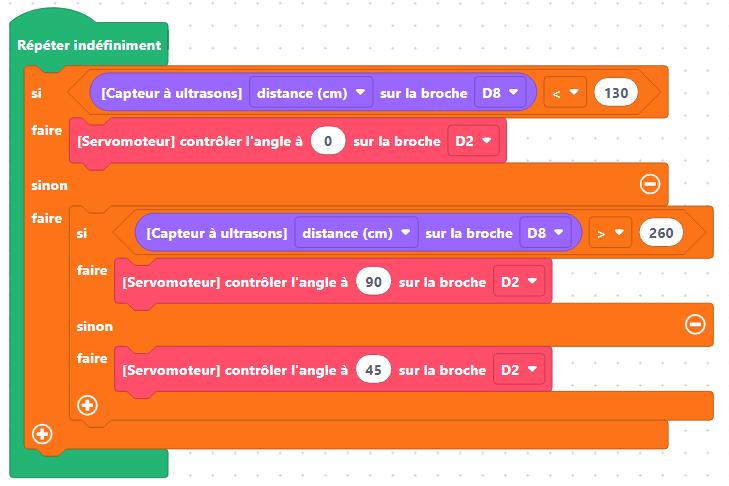 Répéter indéfiniment
si [Capteur à ultrasons] distance (cm) sur la broche D8 < 130
faire
[Servomoteur] contrôler l'angle à 0 sur la broche D2
sinon
faire
si [Capteur à ultrasons] distance (cm) sur la broche D8 > 260
faire
[Servomoteur] contrôler l'angle à 90 sur la broche D2
sinon
faire
[Servomoteur] contrôler l'angle à 45 sur la broche D2